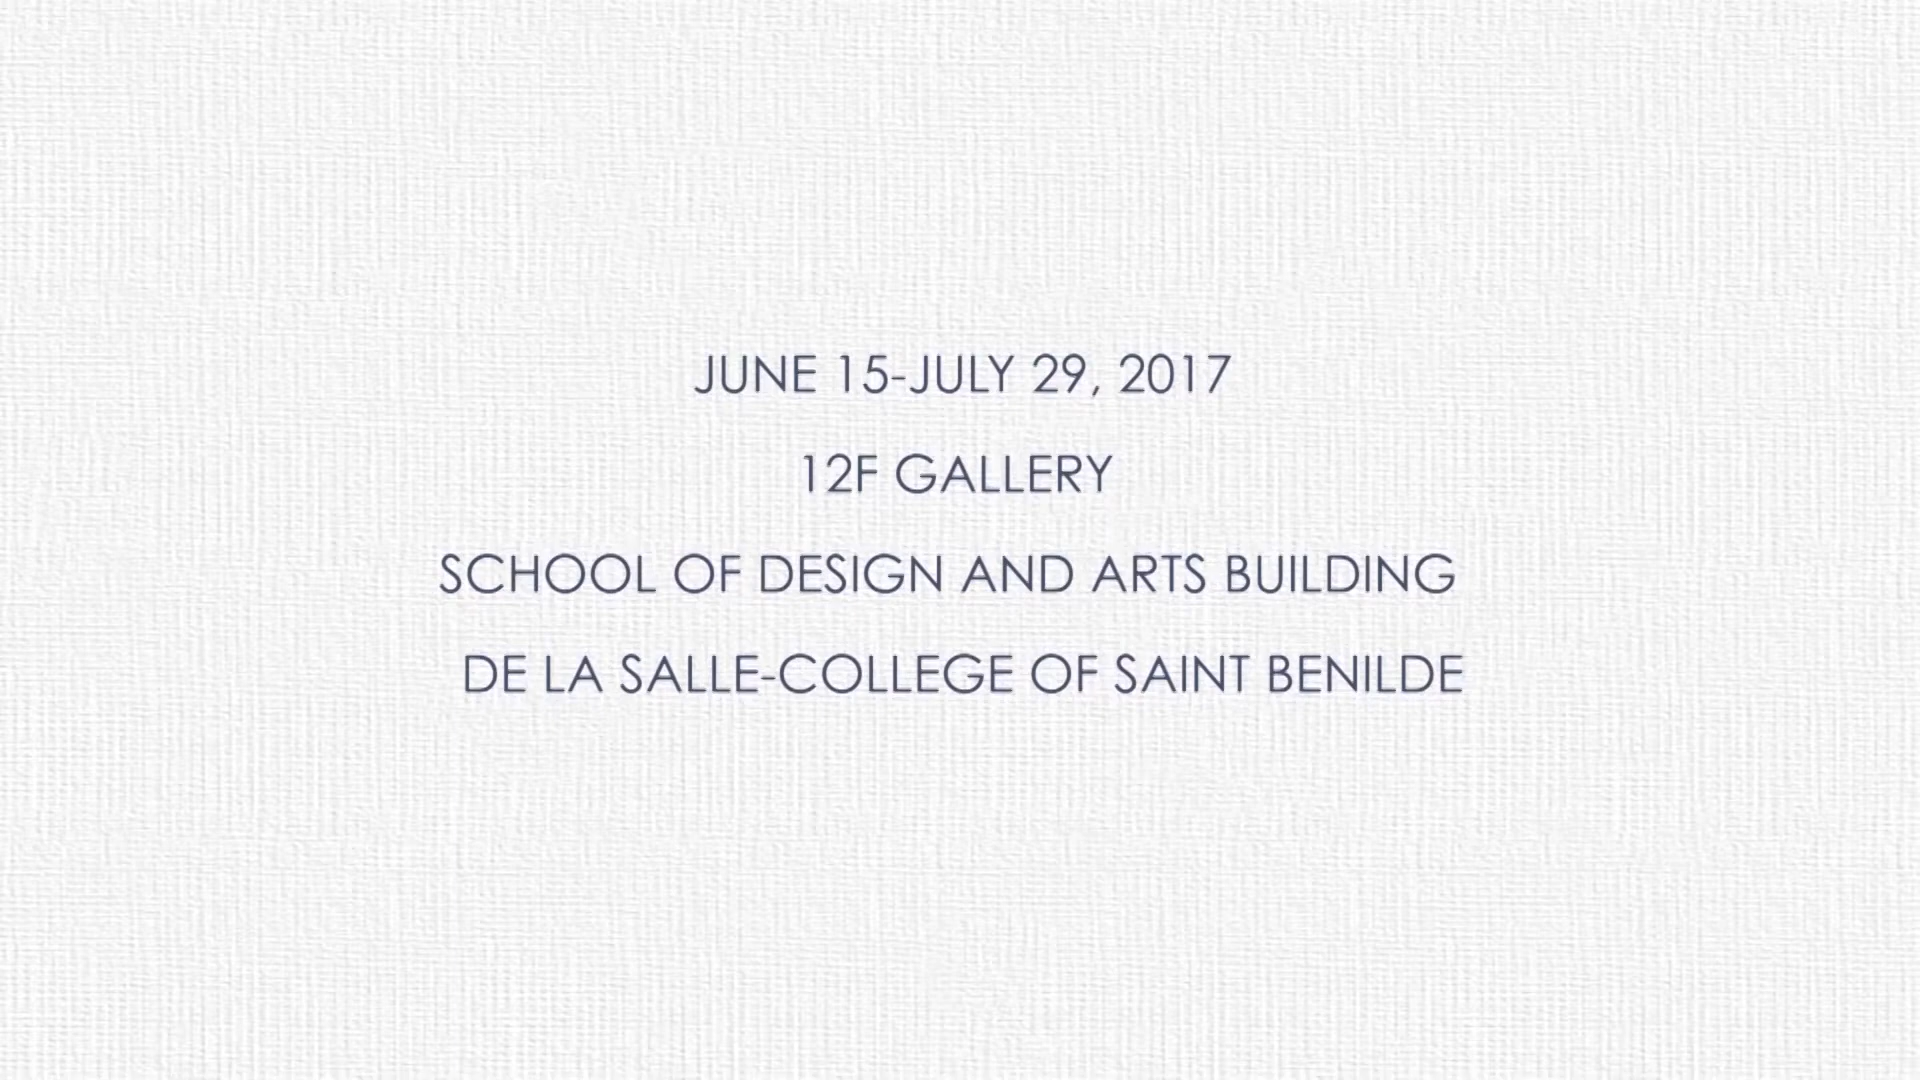 JUNE 15-JULY 29, 2017
12F GALLERY
SCHOOL OF DESIGN AND ARTS BUILDING
DE LA SALLE-COLLEGE OF SAINT BENILDE